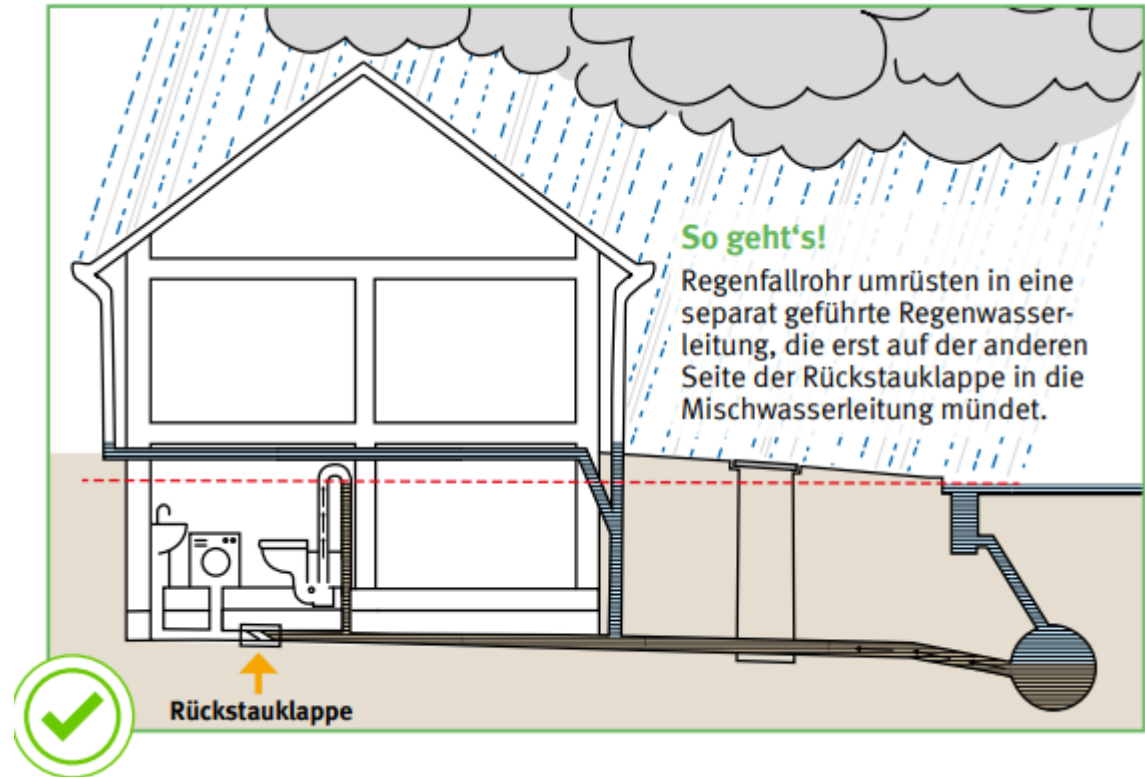 So geht‘s!
Regenfallrohr umrüsten in eine
separat geführte Regenwasser-
leitung, die erst auf der anderen
Seite der Rückstauklappe in die
Mischwasserleitung mündet.
Rückstauklappe